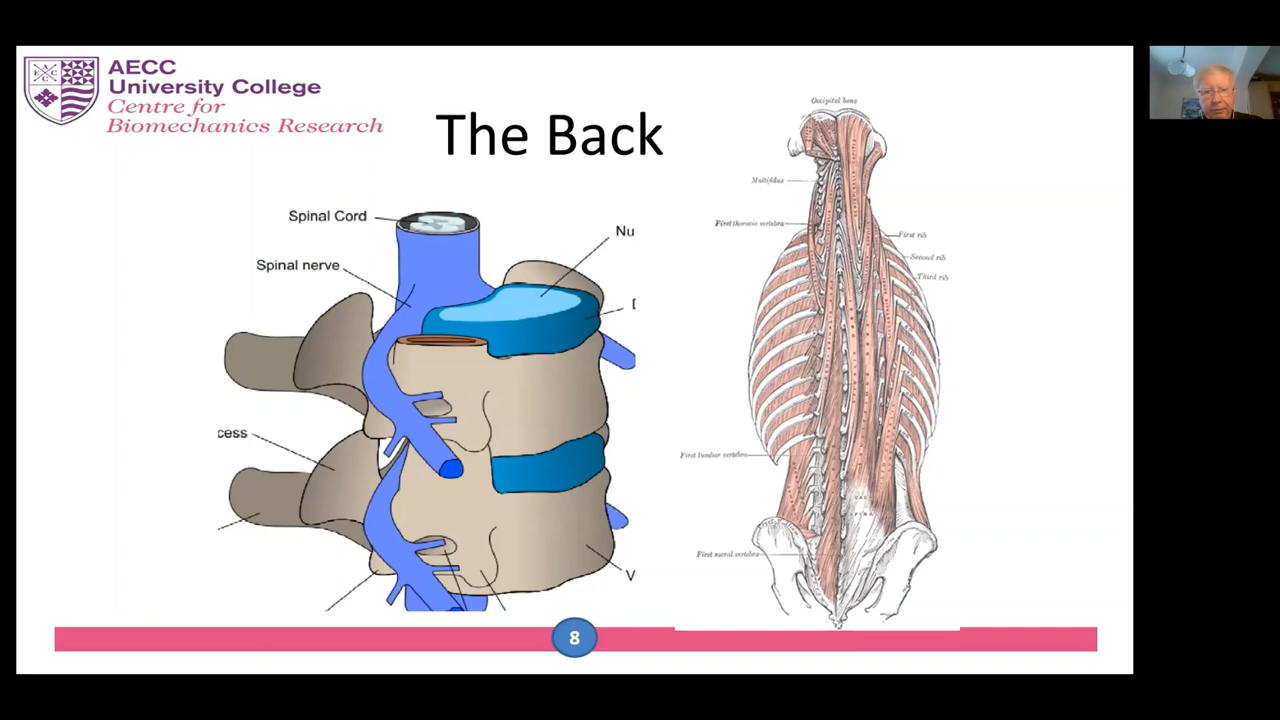 AECC
University College
Centre for
Biomechanics Research
The Back
Spinal Cord
Spinal nerve
Nu
D
cess
V
Occipital bone
Multifidus
First thoracic vertebra
First rib
Second rib
Third rib
First lumbar vertebra
First sacral vertebra
8